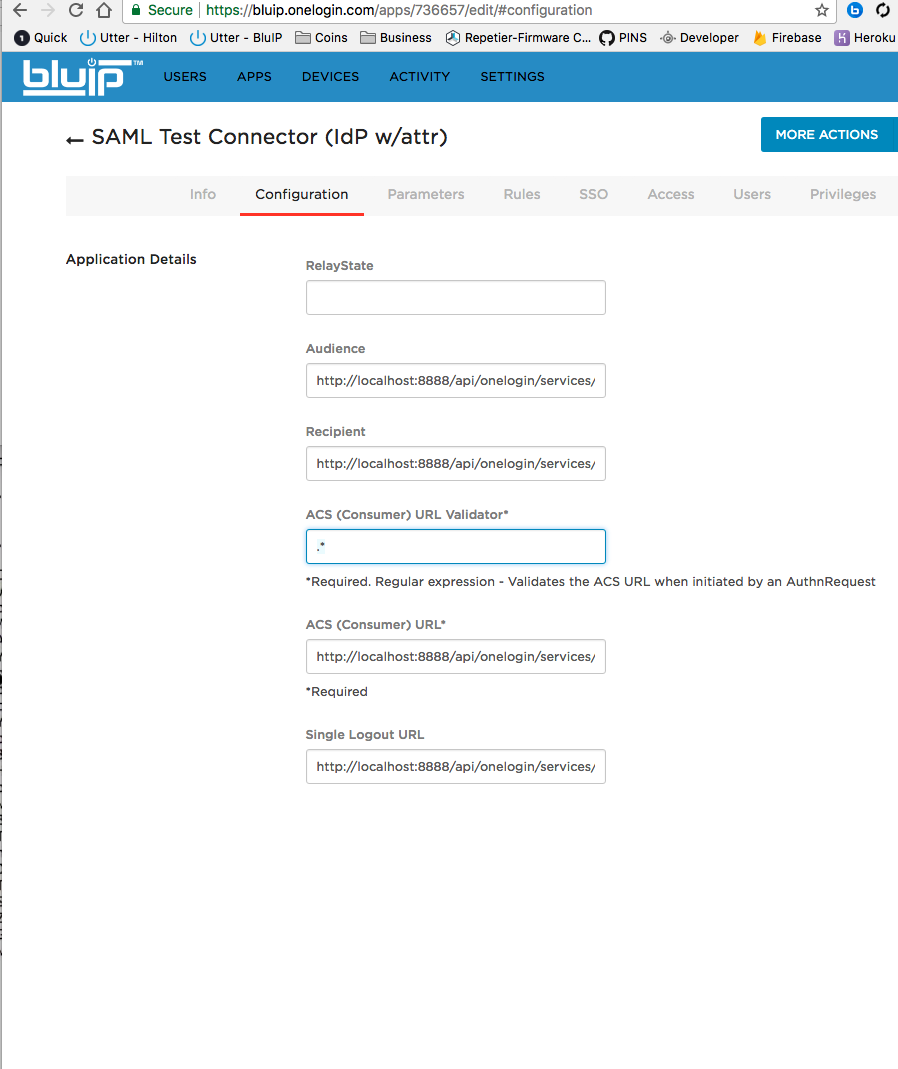 Secure https://bluip.onelogin.com/apps/736657/edit/#configuration
1 Quick Utter - Hilton Utter - BluIP Coins Business Repetier-Firmware C... PINS Developer Firebase Heroku
bluip™ USERS APPS DEVICES ACTIVITY SETTINGS
← SAML Test Connector (IdP w/attr) MORE ACTIONS
Info Configuration Parameters Rules SSO Access Users Privileges
Application Details
RelayState
Audience
http://localhost:8888/api/onelogin/services/
Recipient
http://localhost:8888/api/onelogin/services/
ACS (Consumer) URL Validator*
.*
*Required. Regular expression - Validates the ACS URL when initiated by an AuthnRequest
ACS (Consumer) URL*
http://localhost:8888/api/onelogin/services/
*Required
Single Logout URL
http://localhost:8888/api/onelogin/services/